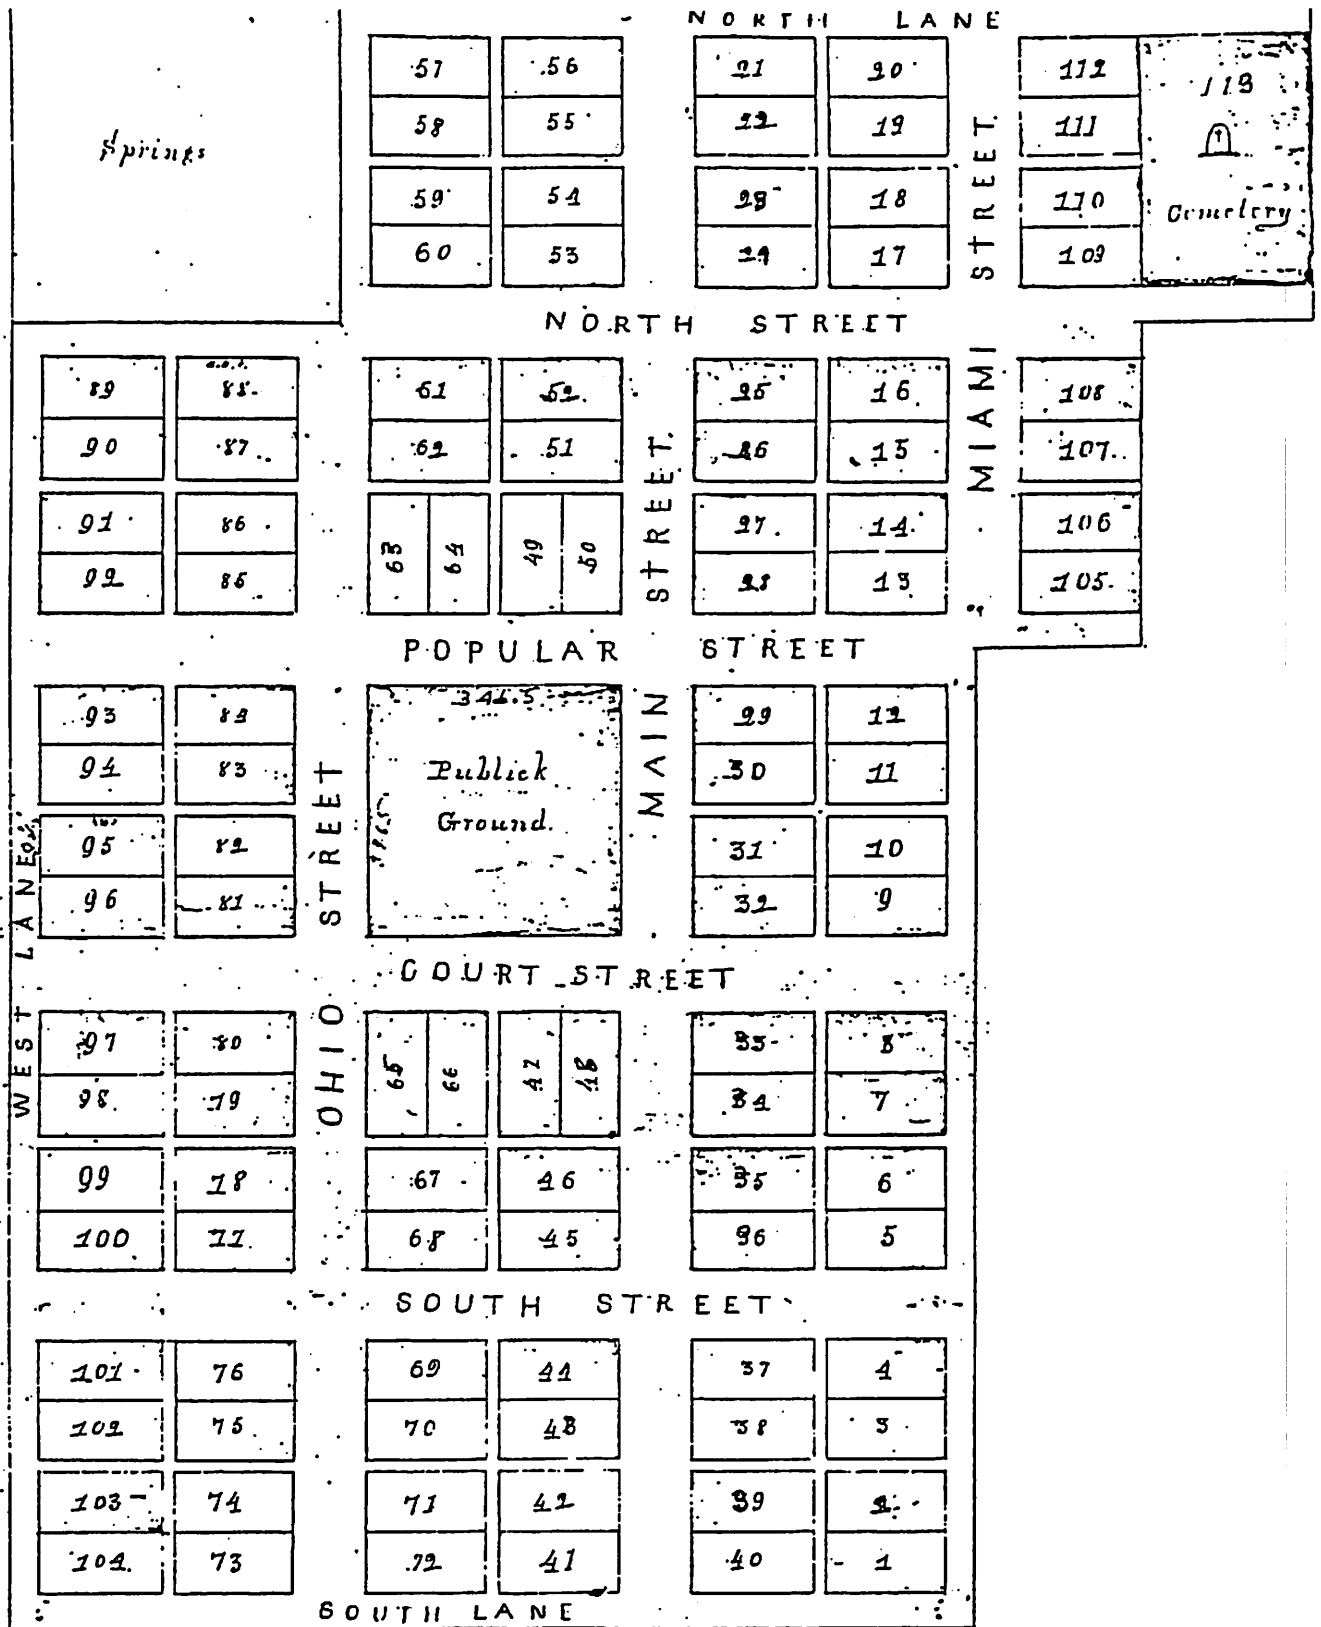 NORTH LANE
57 56 21 20 112 113
58 55 22 19 111
Springs
STREET
59 54 23 18 110 Cemetery
60 53 24 17 109
NORTH STREET
89 88 61 52 25 16 MIAMI 108
90 87 62 51 26 15 107
STREET
91 86 63 64 49 50 27 14 106
92 85 28 13 105
POPULAR STREET
93 84 341.5 29 12
MAIN
94 83 Publick 30 11
STREET
Ground.
95 82 31 10
96 81 32 9
WEST LANE
COURT STREET
OHIO
97 80 65 66 47 48 33 8
98 79 34 7
99 78 67 46 35 6
100 77 68 45 36 5
SOUTH STREET
101 76 69 44 37 4
102 75 70 43 38 3
103 74 71 42 39 2
104 73 72 41 40 1
SOUTH LANE